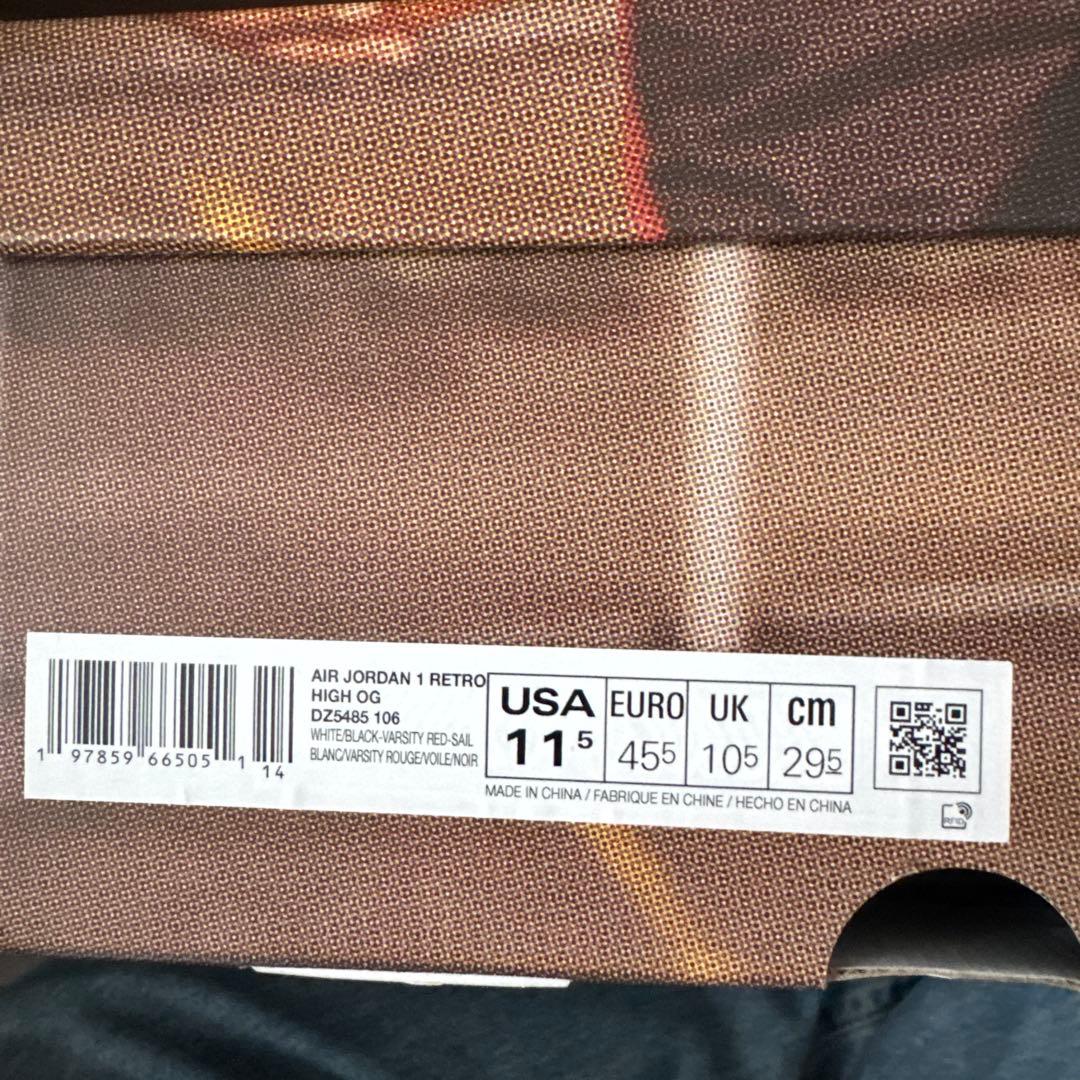 AIR JORDAN 1 RETRO
HIGH OG
DZ5485 106
WHITE/BLACK-VARSITY RED-SAIL
BLANC/VARSITY ROUGE/VOILE/NOIR
1 97859 66505 1
14
USA EURO UK cm
11.5 455 105 295
MADE IN CHINA / FABRIQUE EN CHINE / HECHO EN CHINA
RFID